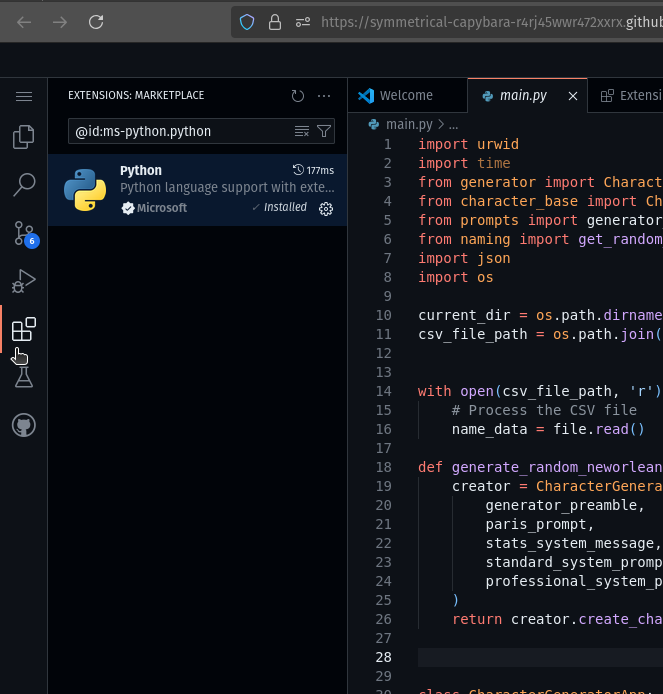 https://symmetrical-capybara-r4rj45wwr472xxrx.github
EXTENSIONS: MARKETPLACE
@id:ms-python.python
Python
177ms
Python language support with exte...
Microsoft
Installed
6
Welcome
main.py
Extensi
main.py > ...
1 import urwid
2 import time
3 from generator import Charact
4 from character_base import Ch
5 from prompts import generator_
6 from naming import get_random
7 import json
8 import os
9
10 current_dir = os.path.dirname
11 csv_file_path = os.path.join(
12
13
14 with open(csv_file_path, 'r')
15 # Process the CSV file
16 name_data = file.read()
17
18 def generate_random_neworlean
19 creator = CharacterGenera
20 generator_preamble,
21 paris_prompt,
22 stats_system_message,
23 standard_system_promp
24 professional_system_p
25 )
26 return creator.create_cha
27
28
29